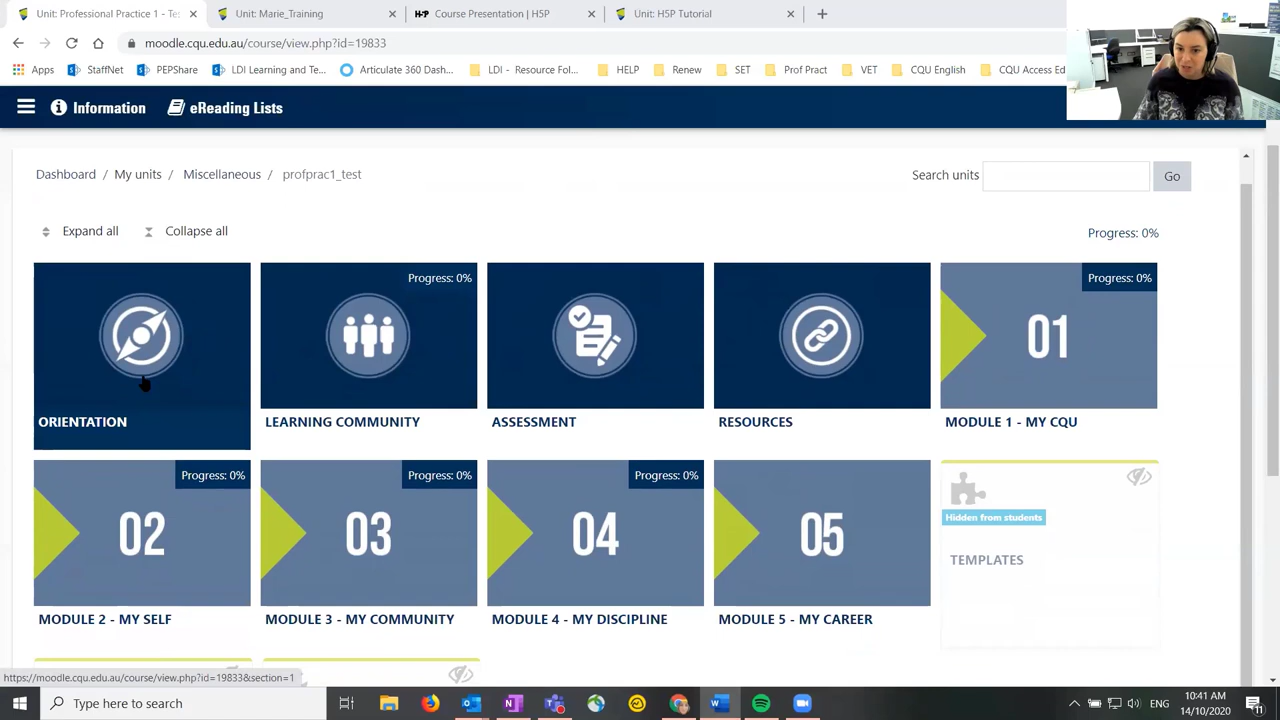 Unit: Professional Practice 1 - Tes
Unit: Marie_Training
H-P Course Presentation | H5P
Unit: H5P Tutorial
moodle.cqu.edu.au/course/view.php?id=19833
Apps
StaffNet
PEPShare
LDI Learning and Te...
Articulate 360 Das
LDI - Resource Fol...
HELP
Renew
SET
Prof Pract
VET
CQU English
CQU Access Ed
Information
eReading Lists
Dashboard / My units / Miscellaneous / profprac1_test
Search units
Go
Expand all
Collapse all
Progress: 0%
Progress: 0%
Progress: 0%
01
ORIENTATION
LEARNING COMMUNITY
ASSESSMENT
RESOURCES
MODULE 1 - MY CQU
Progress: 0%
Progress: 0%
Progress: 0%
02
03
04
05
Hidden from students
TEMPLATES
MODULE 2 - MY SELF
MODULE 3 - MY COMMUNITY
MODULE 4 - MY DISCIPLINE
MODULE 5 - MY CAREER
https://moodle.cqu.edu.au/course/view.php?id=19833&section=1
Type here to search
ENG
10:41 AM
14/10/2020
11